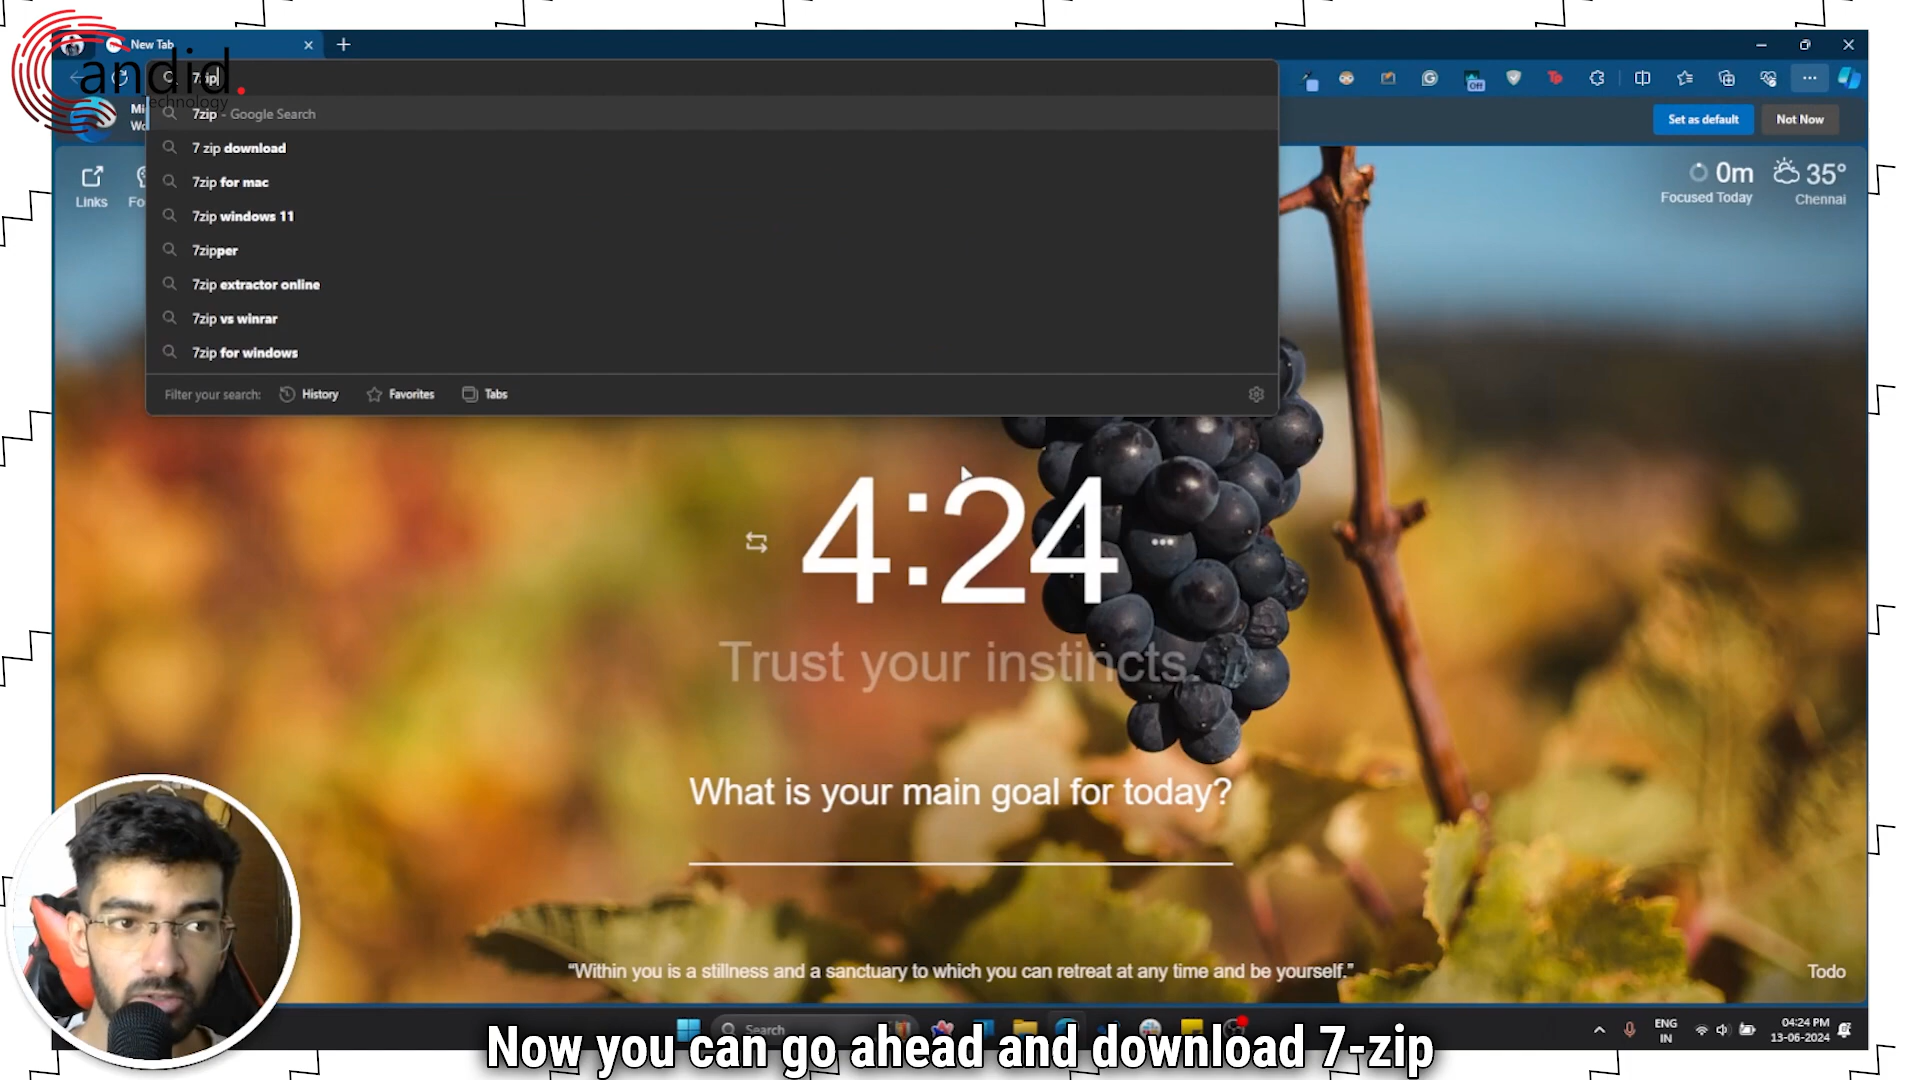 New Tab
andid.
Technology
7zip
7zip - Google Search
7 zip download
7zip for mac
7zip windows 11
7zipper
7zip extractor online
7zip vs winrar
7zip for windows
Filter your search: History Favorites Tabs
Off
Set as default
Not Now
Links
0m
Focused Today
35°
Chennai
4:24
Trust your instincts.
What is your main goal for today?
“Within you is a stillness and a sanctuary to which you can retreat at any time and be yourself.”
Todo
Search
ENG
IN
04:24 PM
13-06-2024
Now you can go ahead and download 7-zip